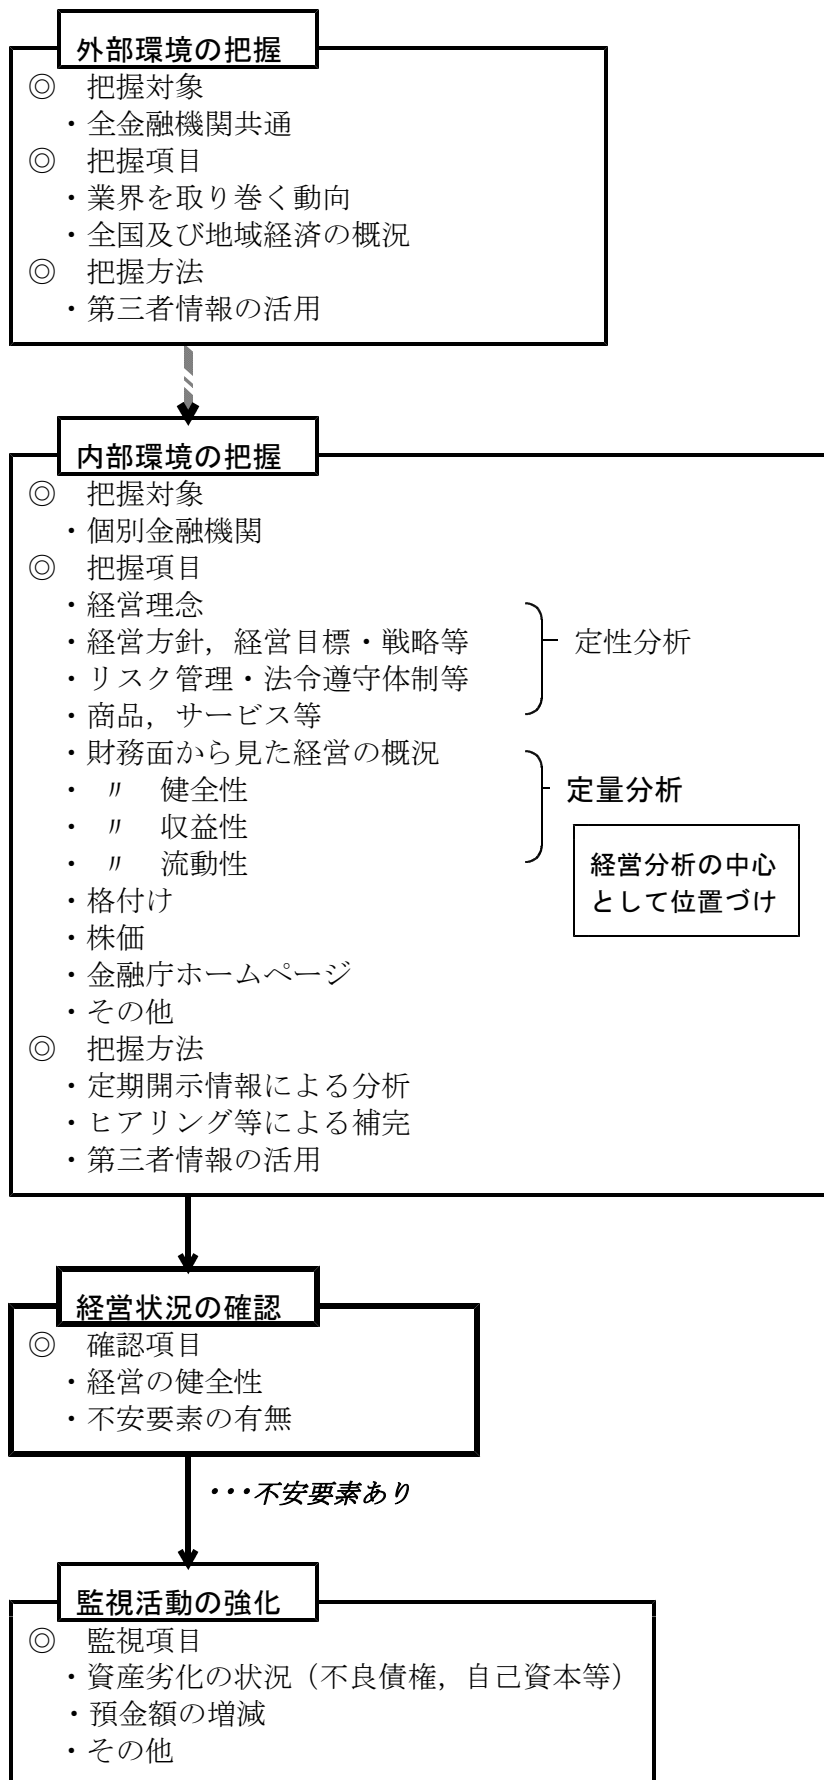 外部環境の把握
◎　把握対象
・全金融機関共通
◎　把握項目
・業界を取り巻く動向
・全国及び地域経済の概況
◎　把握方法
・第三者情報の活用
内部環境の把握
◎　把握対象
・個別金融機関
◎　把握項目
・経営理念
・経営方針，経営目標・戦略等
・リスク管理・法令遵守体制等
・商品，サービス等
定性分析
・財務面から見た経営の概況
・　〃　健全性
・　〃　収益性
・　〃　流動性
定量分析
経営分析の中心
として位置づけ
・格付け
・株価
・金融庁ホームページ
・その他
◎　把握方法
・定期開示情報による分析
・ヒアリング等による補完
・第三者情報の活用
経営状況の確認
◎　確認項目
・経営の健全性
・不安要素の有無
・・・不安要素あり
監視活動の強化
◎　監視項目
・資産劣化の状況（不良債権，自己資本等）
・預金額の増減
・その他